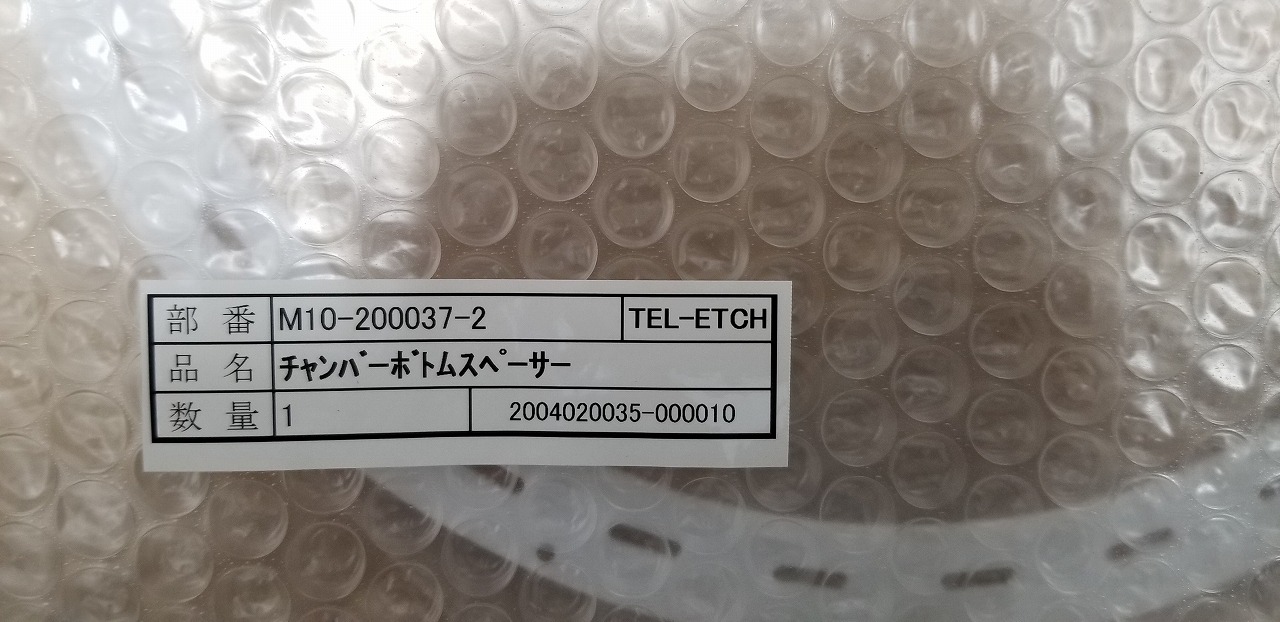 部 番 M10-200037-2 TEL-ETCH
品 名 チャンバーボトムスペーサー
数 量 1 2004020035-000010